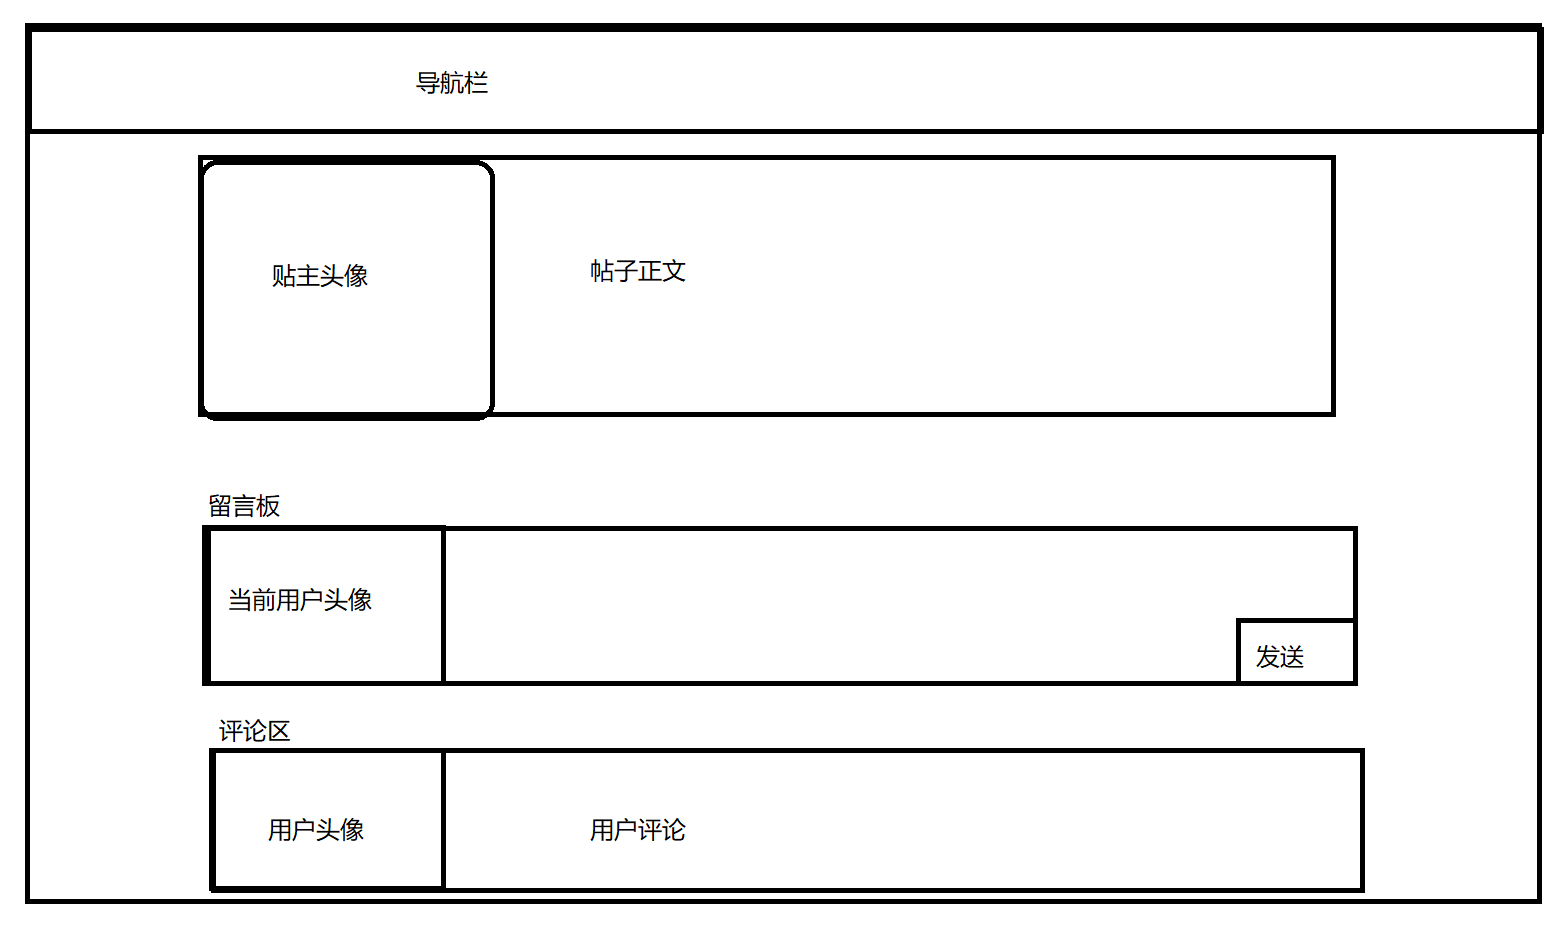 导航栏
贴主头像
帖子正文
留言板
当前用户头像
发送
评论区
用户头像
用户评论